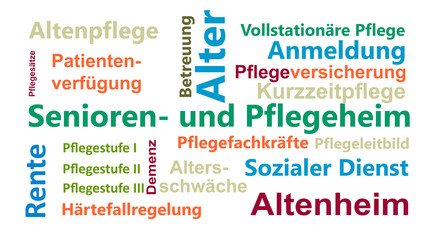 Altenpflege
Pflegesätze
Patienten-
verfügung
Betreuung
Alter
Vollstationäre Pflege
Anmeldung
Pflegeversicherung
Kurzzeitpflege
Senioren- und Pflegeheim
Rente
Pflegestufe I
Pflegestufe II
Pflegestufe III
Demenz
Pflegefachkräfte
Pflegeleitbild
Alters-
schwäche
Sozialer Dienst
Härtefallregelung
Altenheim